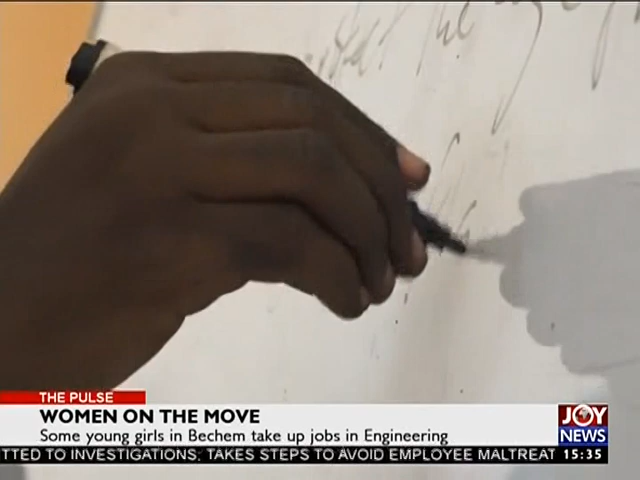 THE PULSE
WOMEN ON THE MOVE
Some young girls in Bechem take up jobs in Engineering
JOY
NEWS
TTED TO INVESTIGATIONS; TAKES STEPS TO AVOID EMPLOYEE MALTREAT
15:35